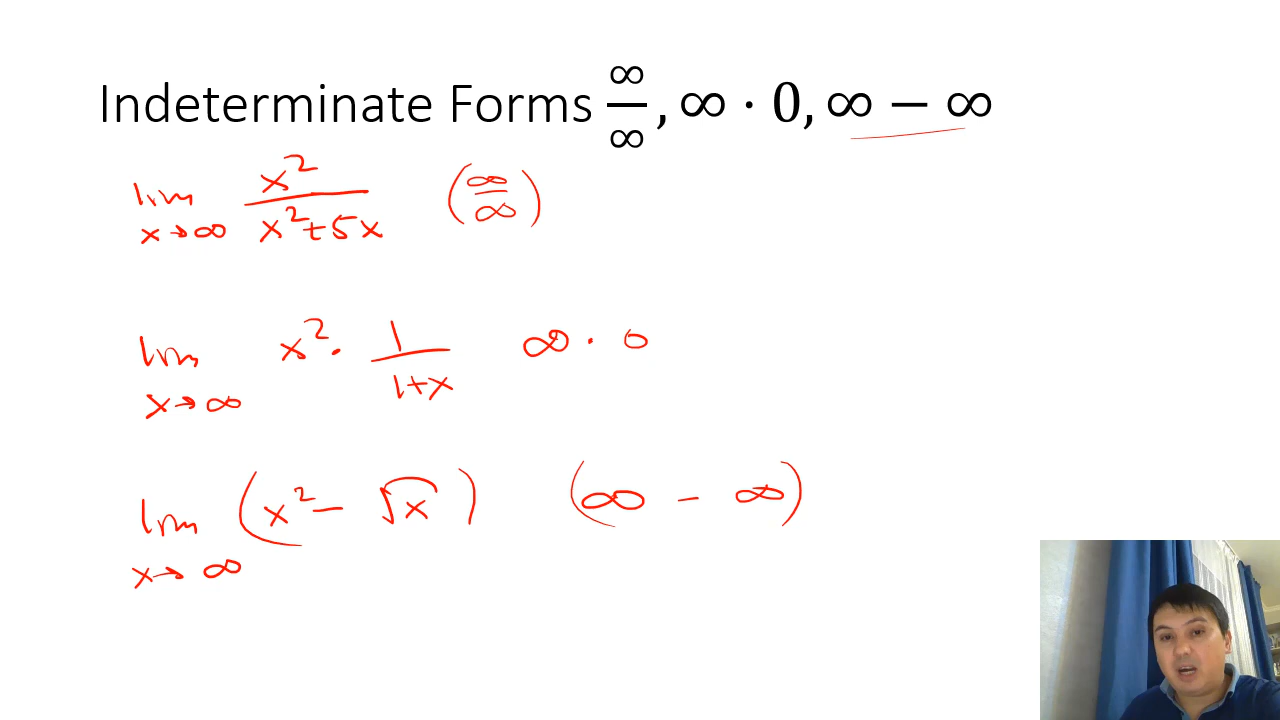 Indeterminate Forms ∞/∞, ∞ · 0, ∞ − ∞
lim x→∞ x²/(x²+5x) (∞/∞)
lim x→∞ x² · 1/(1+x) ∞ · 0
lim x→∞ (x² − √x) (∞ − ∞)